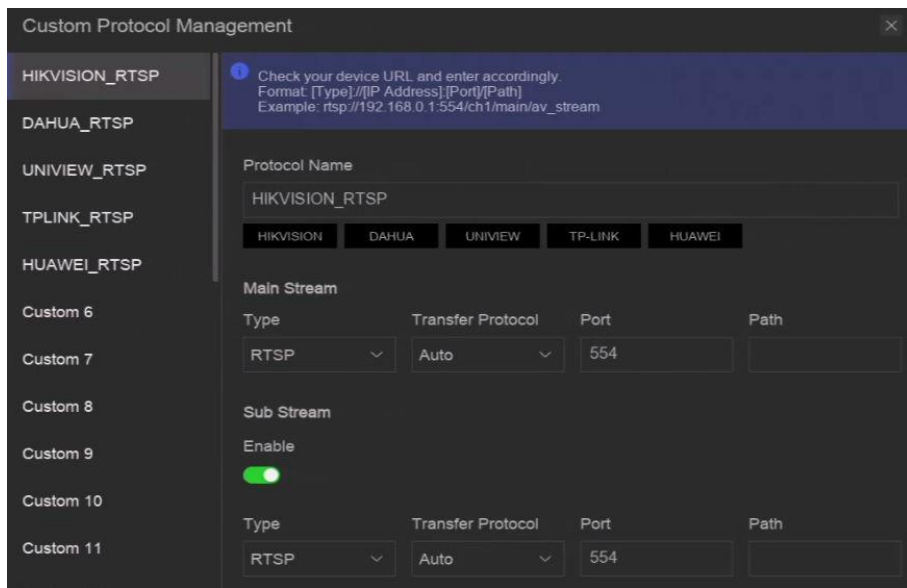 Custom Protocol Management
HIKVISION_RTSP
DAHUA_RTSP
UNIVIEW_RTSP
TPLINK_RTSP
HUAWEI_RTSP
Custom 6
Custom 7
Custom 8
Custom 9
Custom 10
Custom 11
Check your device URL and enter accordingly.
Format: [Type]://[IP Address]:[Port]/[Path]
Example: rtsp://192.168.0.1:554/ch1/main/av_stream
Protocol Name
HIKVISION_RTSP
HIKVISION DAHUA UNIVIEW TP-LINK HUAWEI
Main Stream
Type Transfer Protocol Port Path
RTSP Auto 554
Sub Stream
Enable
Type Transfer Protocol Port Path
RTSP Auto 554